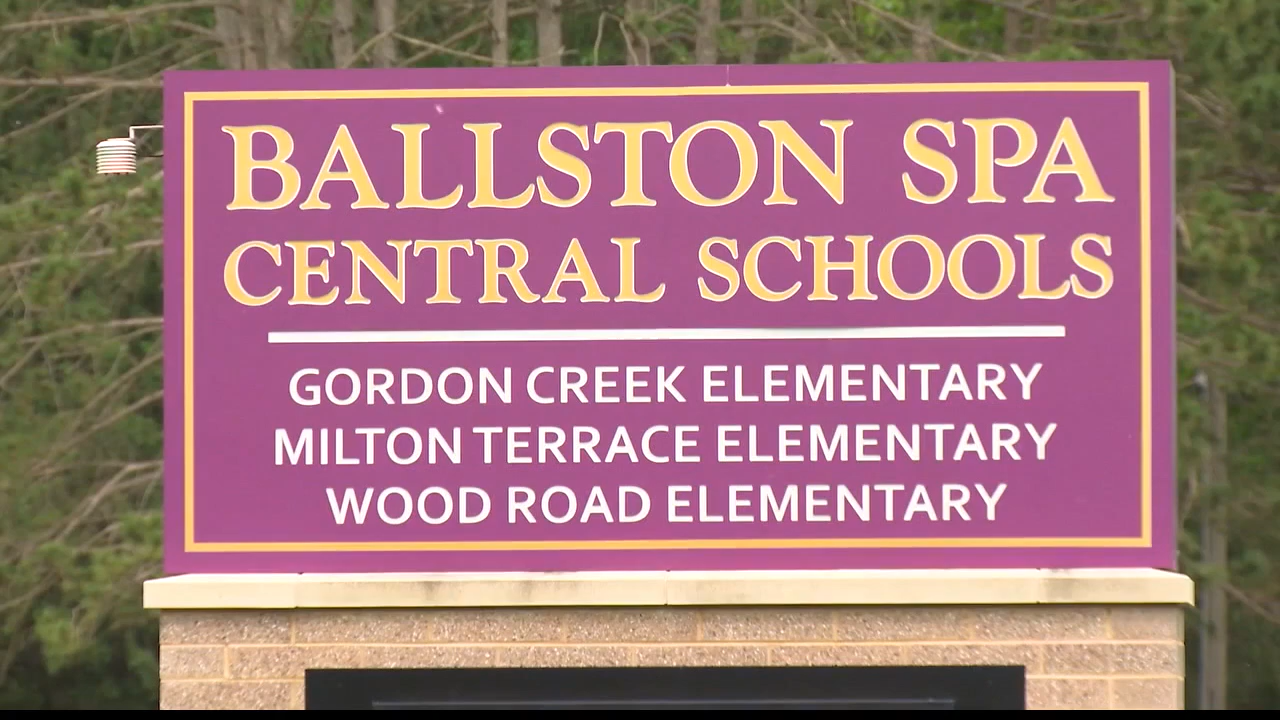 BALLSTON SPA
CENTRAL SCHOOLS
GORDON CREEK ELEMENTARY
MILTON TERRACE ELEMENTARY
WOOD ROAD ELEMENTARY